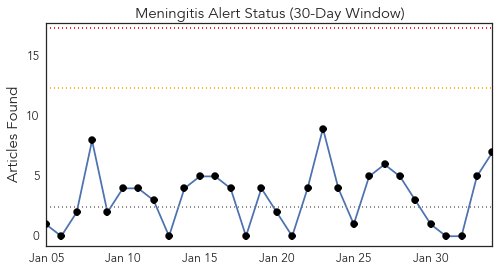 Meningitis Alert Status (30-Day Window)
Articles Found
15
10
5
0
Jan 05 Jan 10 Jan 15 Jan 20 Jan 25 Jan 30